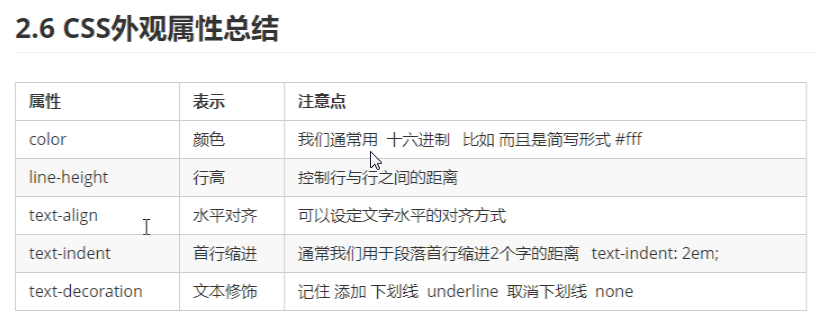 2.6 CSS外观属性总结
属性 表示 注意点
color 颜色 我们通常用 十六进制 比如 而且是简写形式 #fff
line-height 行高 控制行与行之间的距离
text-align 水平对齐 可以设定文字水平的对齐方式
text-indent 首行缩进 通常我们用于段落首行缩进2个字的距离 text-indent: 2em;
text-decoration 文本修饰 记住 添加 下划线 underline 取消下划线 none